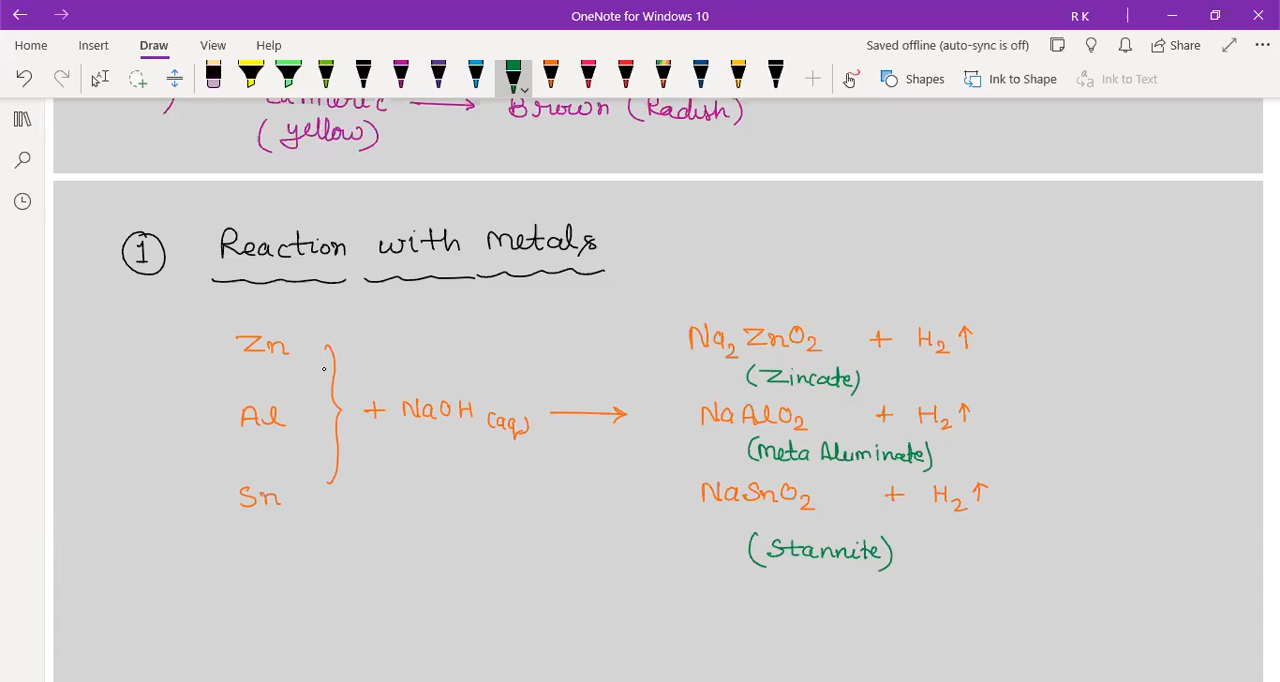 OneNote for Windows 10
R K
Home Insert Draw View Help
Saved offline (auto-sync is off)
Share
Shapes
Ink to Shape
Ink to Text
Turmeric → Brown (Radish)
(yellow)
① Reaction with metals
Zn
Al
Sn
+ NaOH (aq) →
Na₂ZnO₂ + H₂↑
(Zincate)
NaAlO₂ + H₂↑
(Meta Aluminate)
NaSnO₂ + H₂↑
(Stannite)